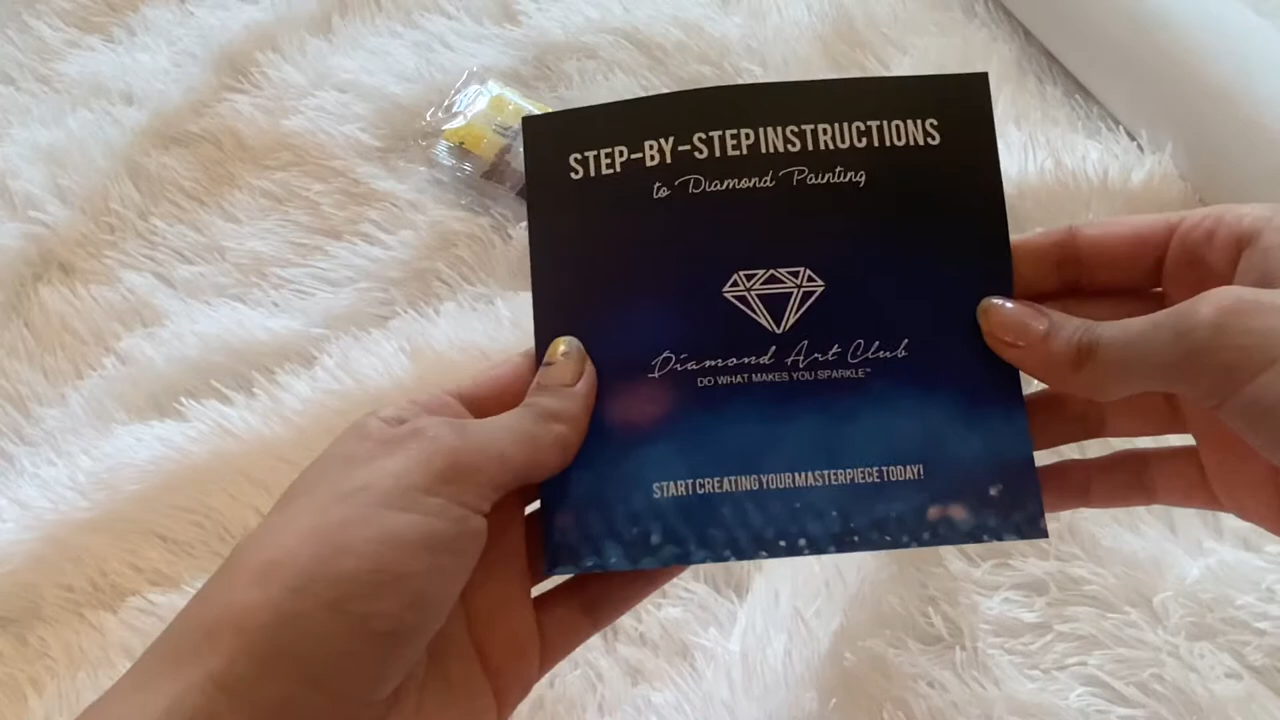 STEP-BY-STEP INSTRUCTIONS
to Diamond Painting
Diamond Art Club
DO WHAT MAKES YOU SPARKLE™
START CREATING YOUR MASTERPIECE TODAY!